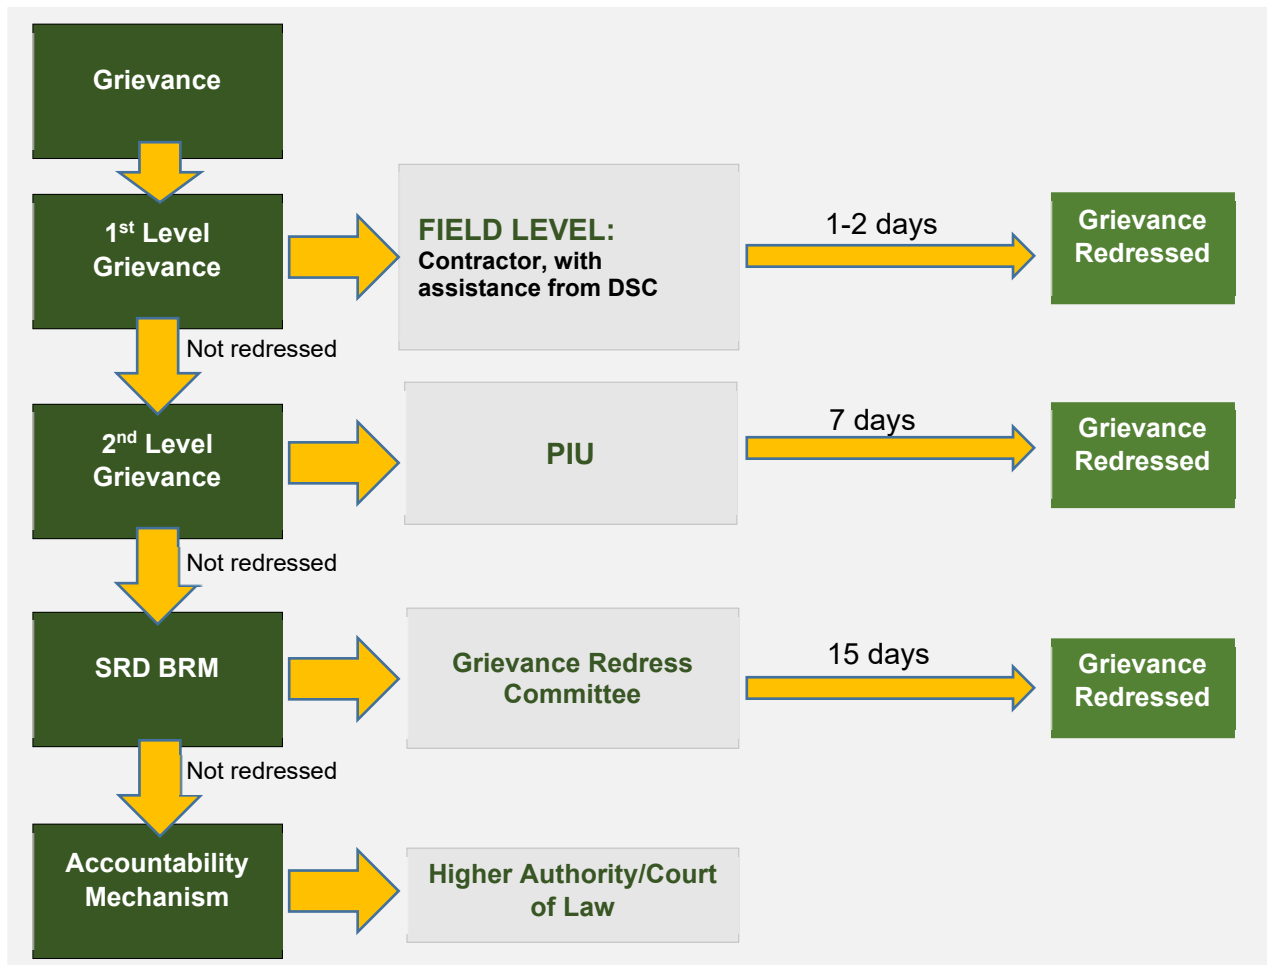 Grievance
1st Level
Grievance
FIELD LEVEL:
Contractor, with
assistance from DSC
1-2 days
Grievance
Redressed
Not redressed
2nd Level
Grievance
PIU
7 days
Grievance
Redressed
Not redressed
SRD BRM
Grievance Redress
Committee
15 days
Grievance
Redressed
Not redressed
Accountability
Mechanism
Higher Authority/Court
of Law